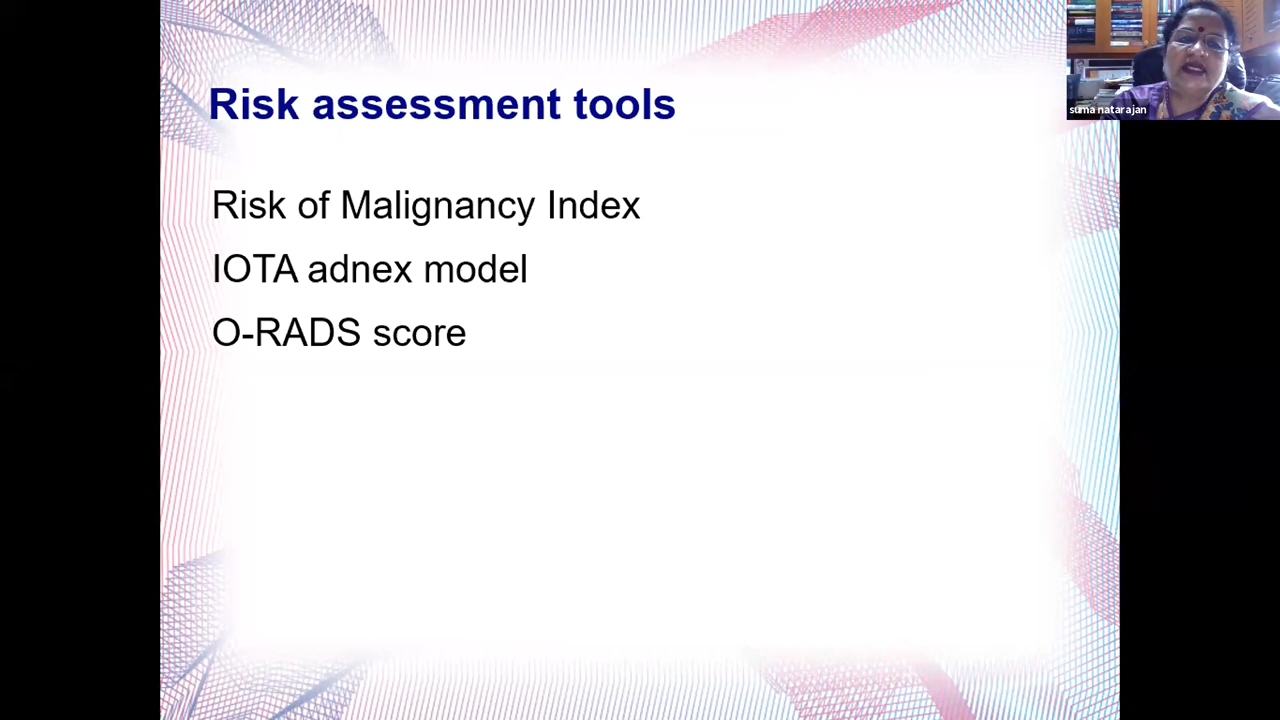 Risk assessment tools
suma natarajan
Risk of Malignancy Index
IOTA adnex model
O-RADS score